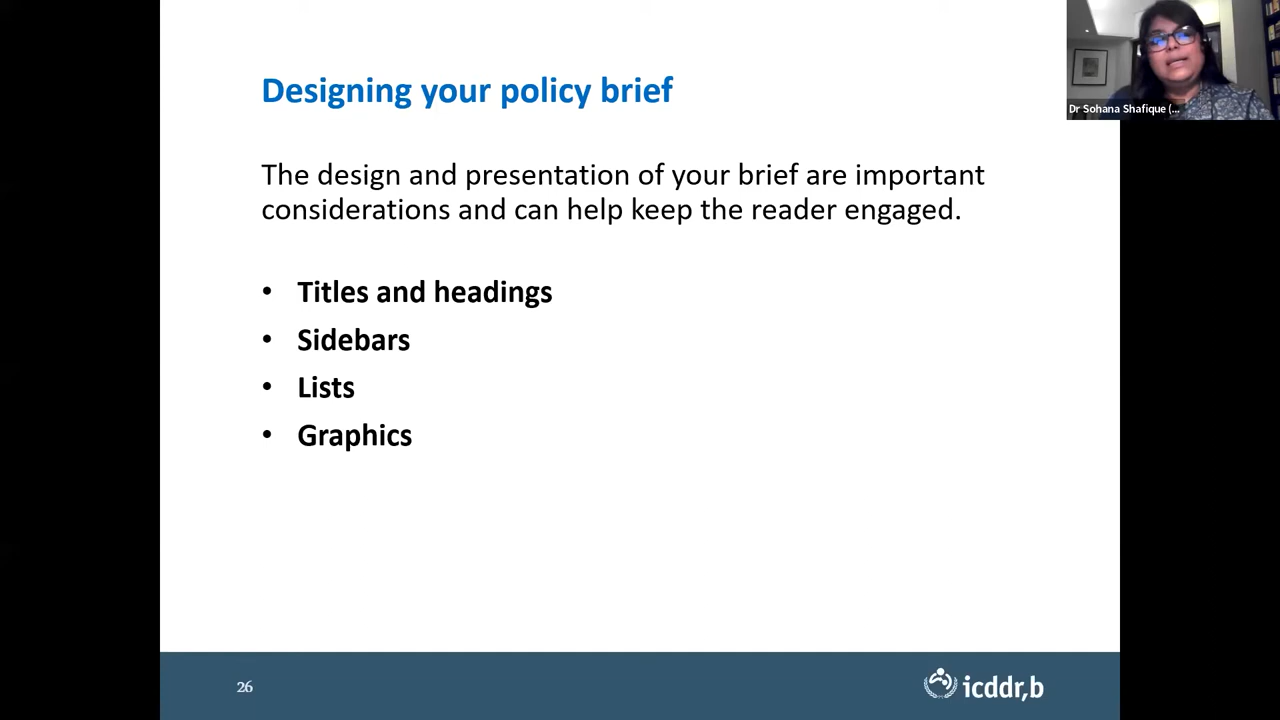 Designing your policy brief
The design and presentation of your brief are important
considerations and can help keep the reader engaged.
• Titles and headings
• Sidebars
• Lists
• Graphics
26
icddr,b
Dr Sohana Shafique (...